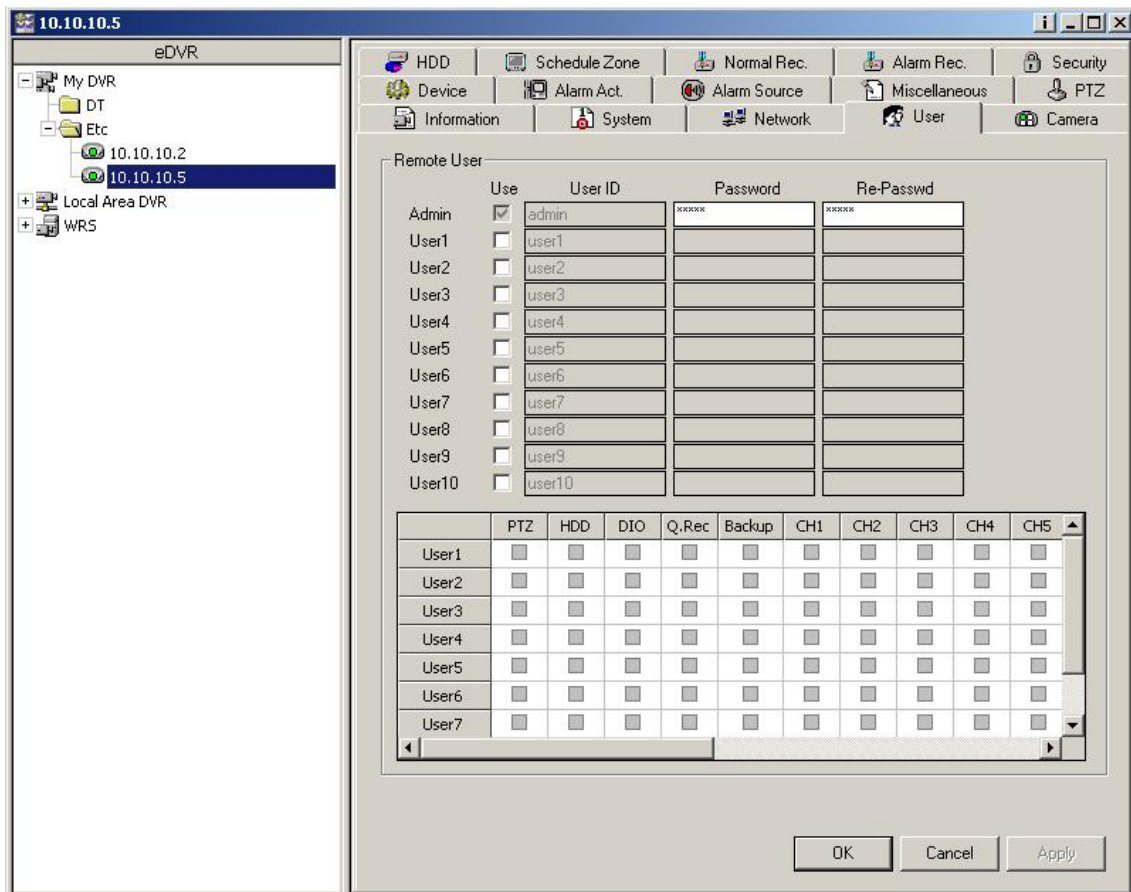 10.10.10.5
eDVR
My DVR
DT
Etc
10.10.10.2
10.10.10.5
Local Area DVR
WRS
HDD Schedule Zone Normal Rec. Alarm Rec. Security
Device Alarm Act. Alarm Source Miscellaneous PTZ
Information System Network User Camera
Remote User
Use User ID Password Re-Passwd
Admin admin ***** *****
User1 user1
User2 user2
User3 user3
User4 user4
User5 user5
User6 user6
User7 user7
User8 user8
User9 user9
User10 user10
PTZ HDD DIO Q.Rec Backup CH1 CH2 CH3 CH4 CH5
User1
User2
User3
User4
User5
User6
User7
OK Cancel Apply